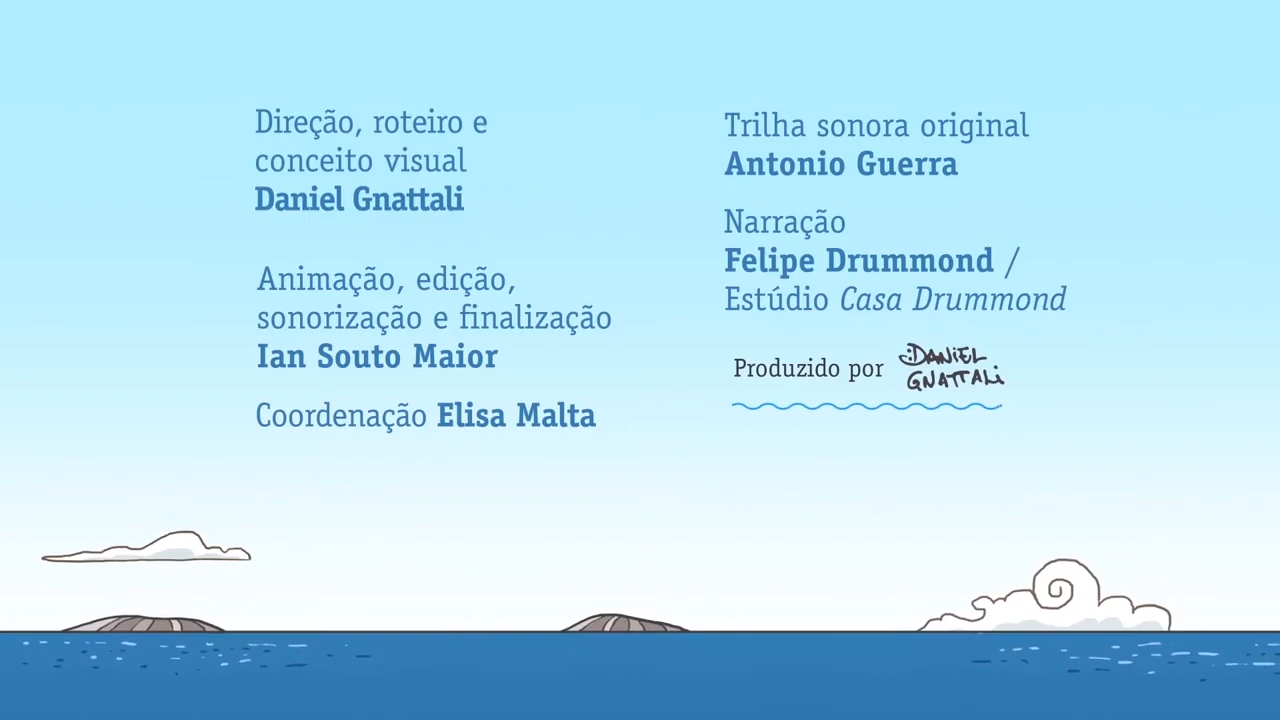 Direção, roteiro e
conceito visual
Daniel Gnattali
Animação, edição,
sonorização e finalização
Ian Souto Maior
Coordenação Elisa Malta
Trilha sonora original
Antonio Guerra
Narração
Felipe Drummond /
Estúdio Casa Drummond
Produzido por DANIEL
GNATTALI